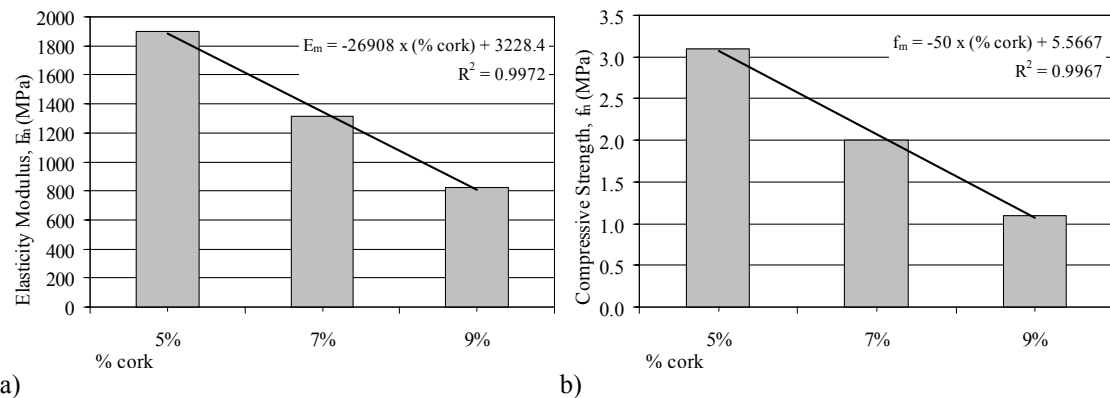 2000
1800
1600
1400
1200
1000
800
600
400
200
0
Elasticity Modulus, Em (MPa)
Em = -26908 x (% cork) + 3228.4
R² = 0.9972
5% 7% 9%
% cork
a)
3.5
3.0
2.5
2.0
1.5
1.0
0.5
0.0
Compressive Strength, fm (MPa)
fm = -50 x (% cork) + 5.5667
R² = 0.9967
5% 7% 9%
% cork
b)